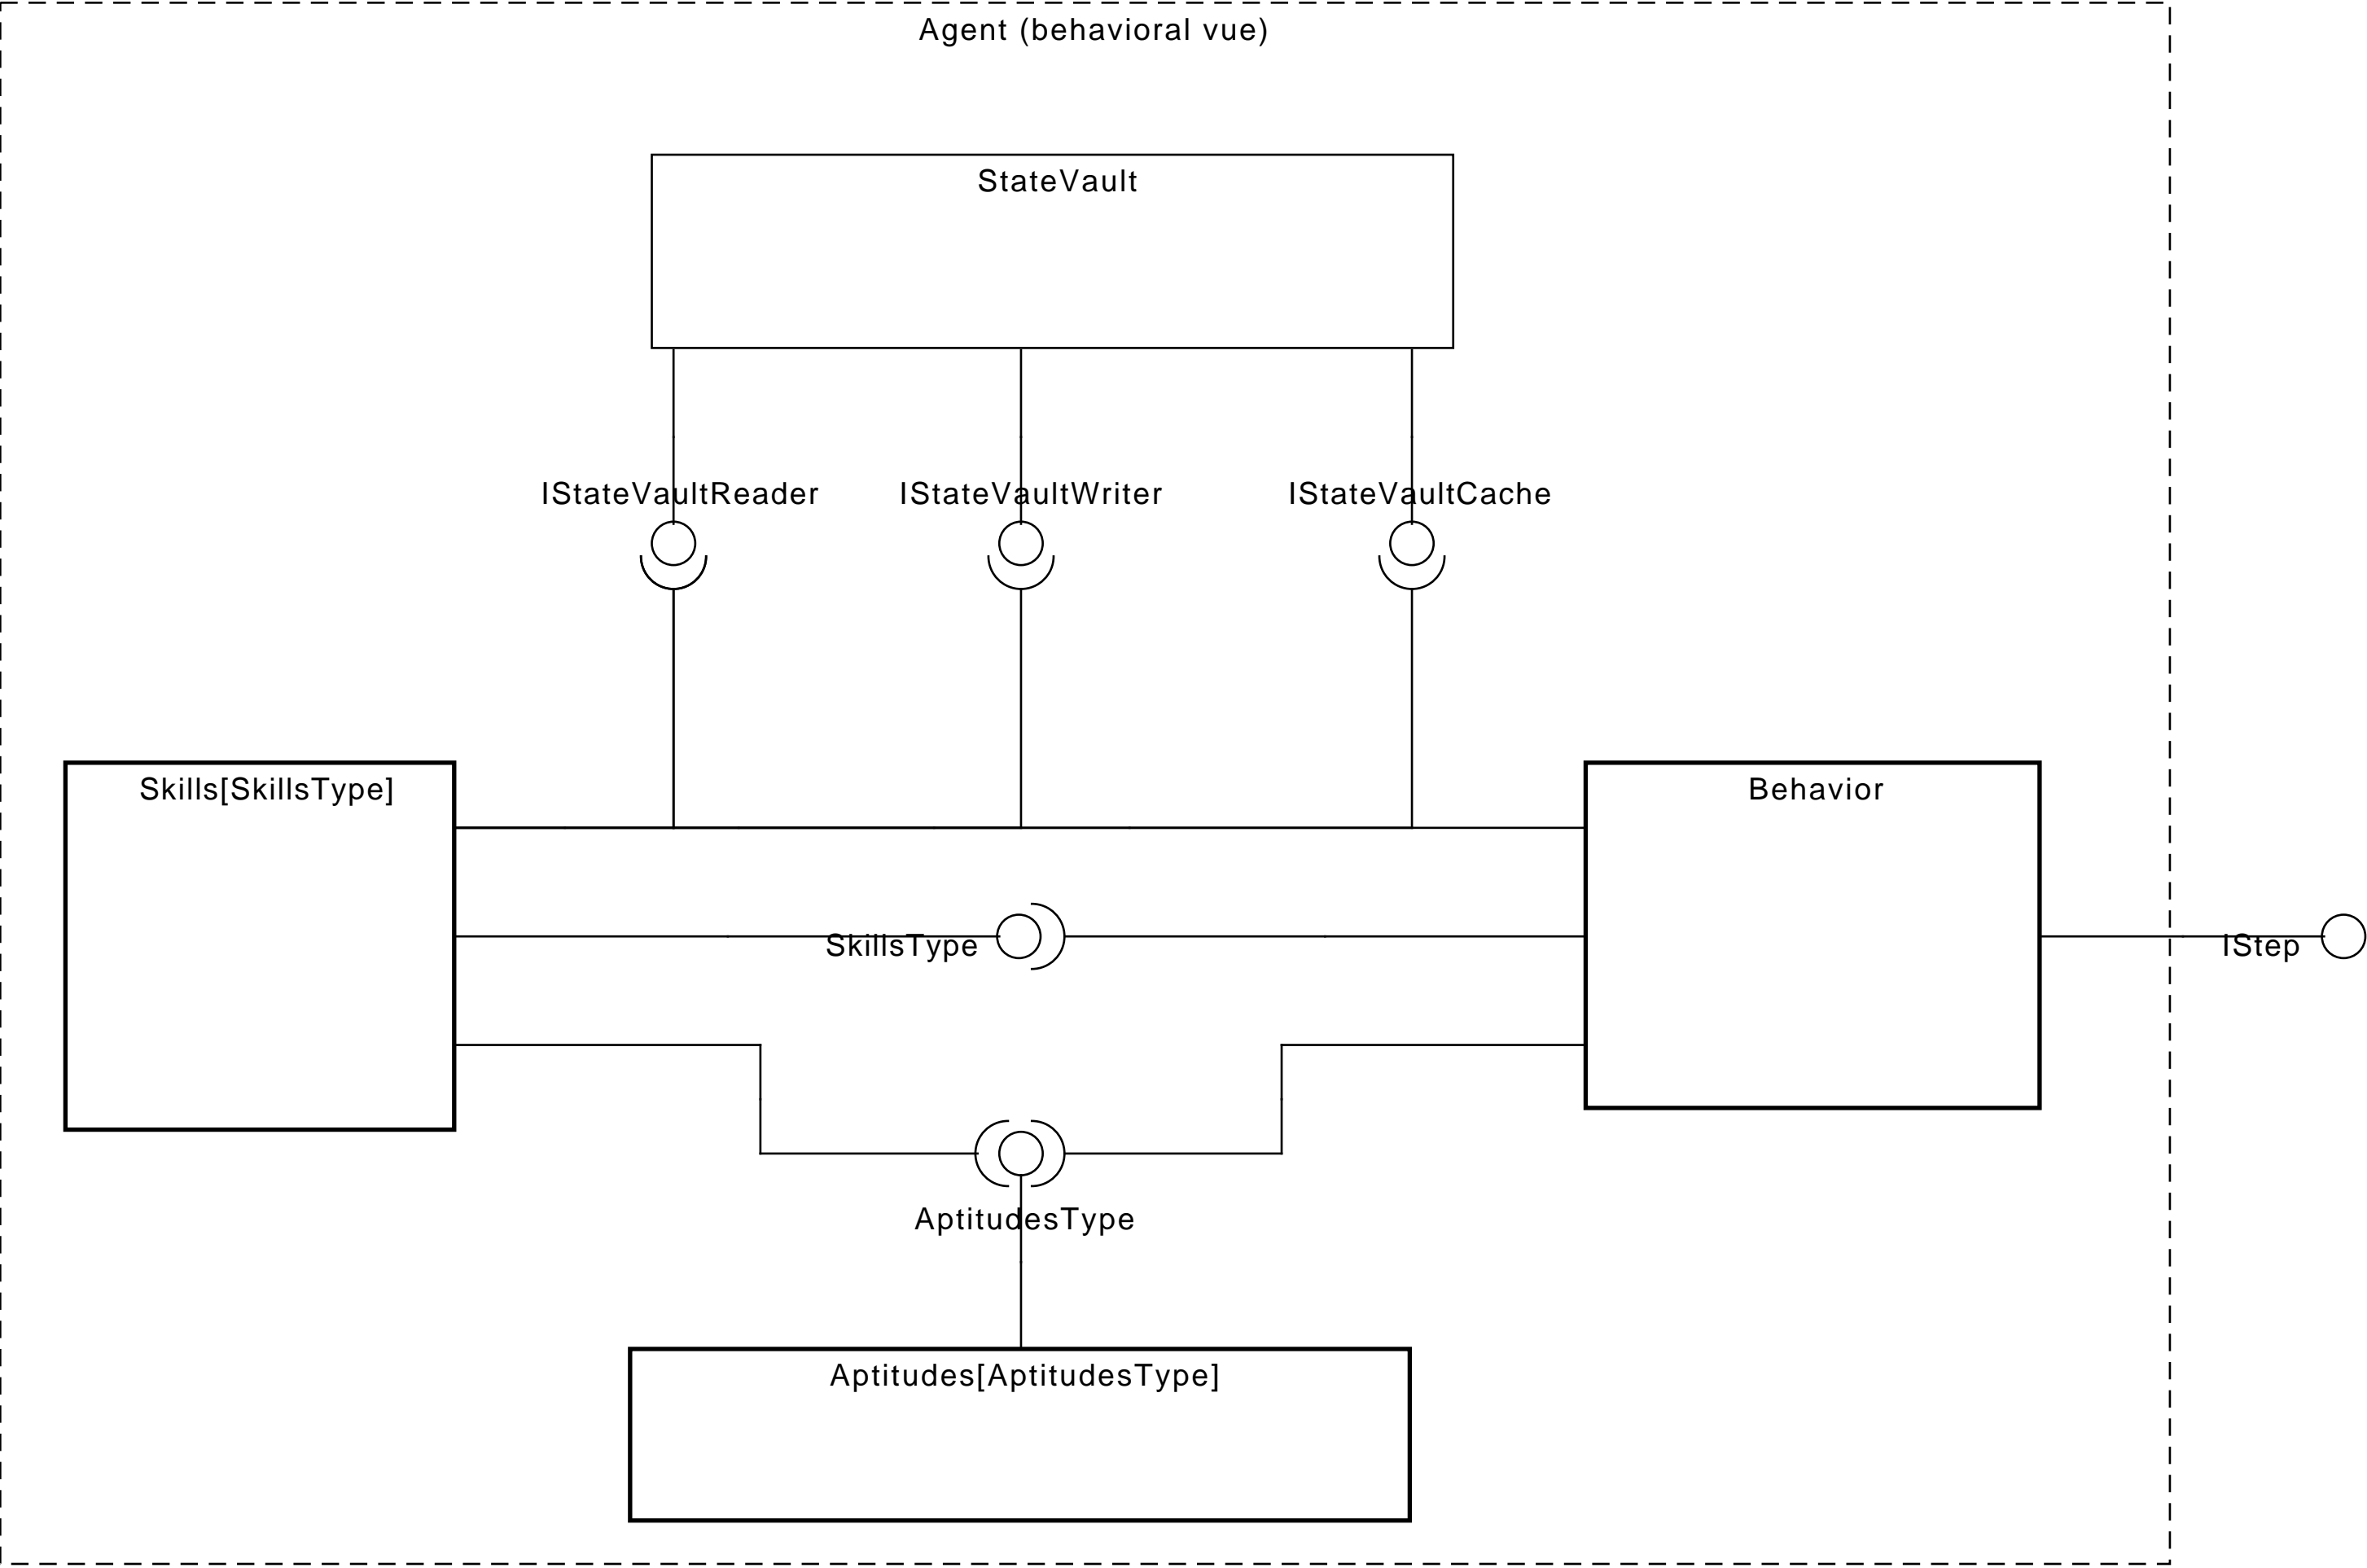 Agent (behavioral vue)
StateVault
IStateVaultReader
IStateVaultWriter
IStateVaultCache
Skills[SkillsType]
Behavior
SkillsType
IStep
AptitudesType
Aptitudes[AptitudesType]